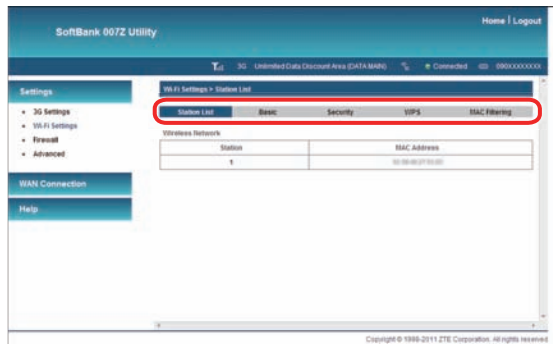 Home | Logout
SoftBank 007Z Utility
3G Unlimited Data Discount Area (DATA MAIN) Connected 090XXXXXXXX
Settings
Wi-Fi Settings > Station List
• 3G Settings
• Wi-Fi Settings
• Firewall
• Advanced
Station List Basic Security WPS MAC Filtering
Wireless Network
Station MAC Address
1
WAN Connection
Help
Copyright © 1998-2011 ZTE Corporation. All rights reserved